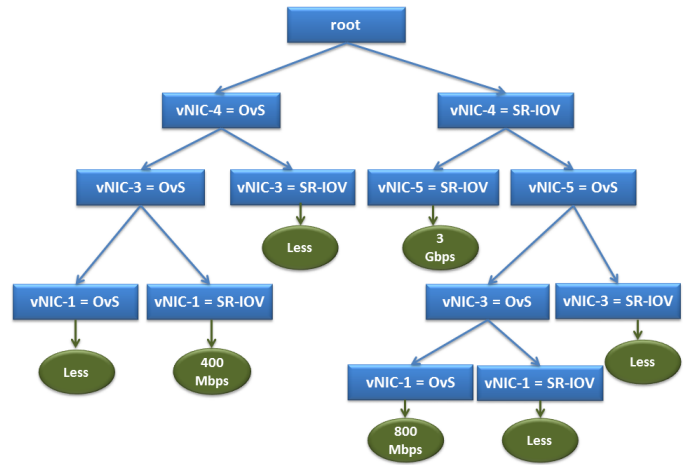 root
vNIC-4 = OvS
vNIC-4 = SR-IOV
vNIC-3 = OvS
vNIC-3 = SR-IOV
vNIC-5 = SR-IOV
vNIC-5 = OvS
Less
3
Gbps
vNIC-1 = OvS
vNIC-1 = SR-IOV
vNIC-3 = OvS
vNIC-3 = SR-IOV
Less
400
Mbps
Less
vNIC-1 = OvS
vNIC-1 = SR-IOV
800
Mbps
Less